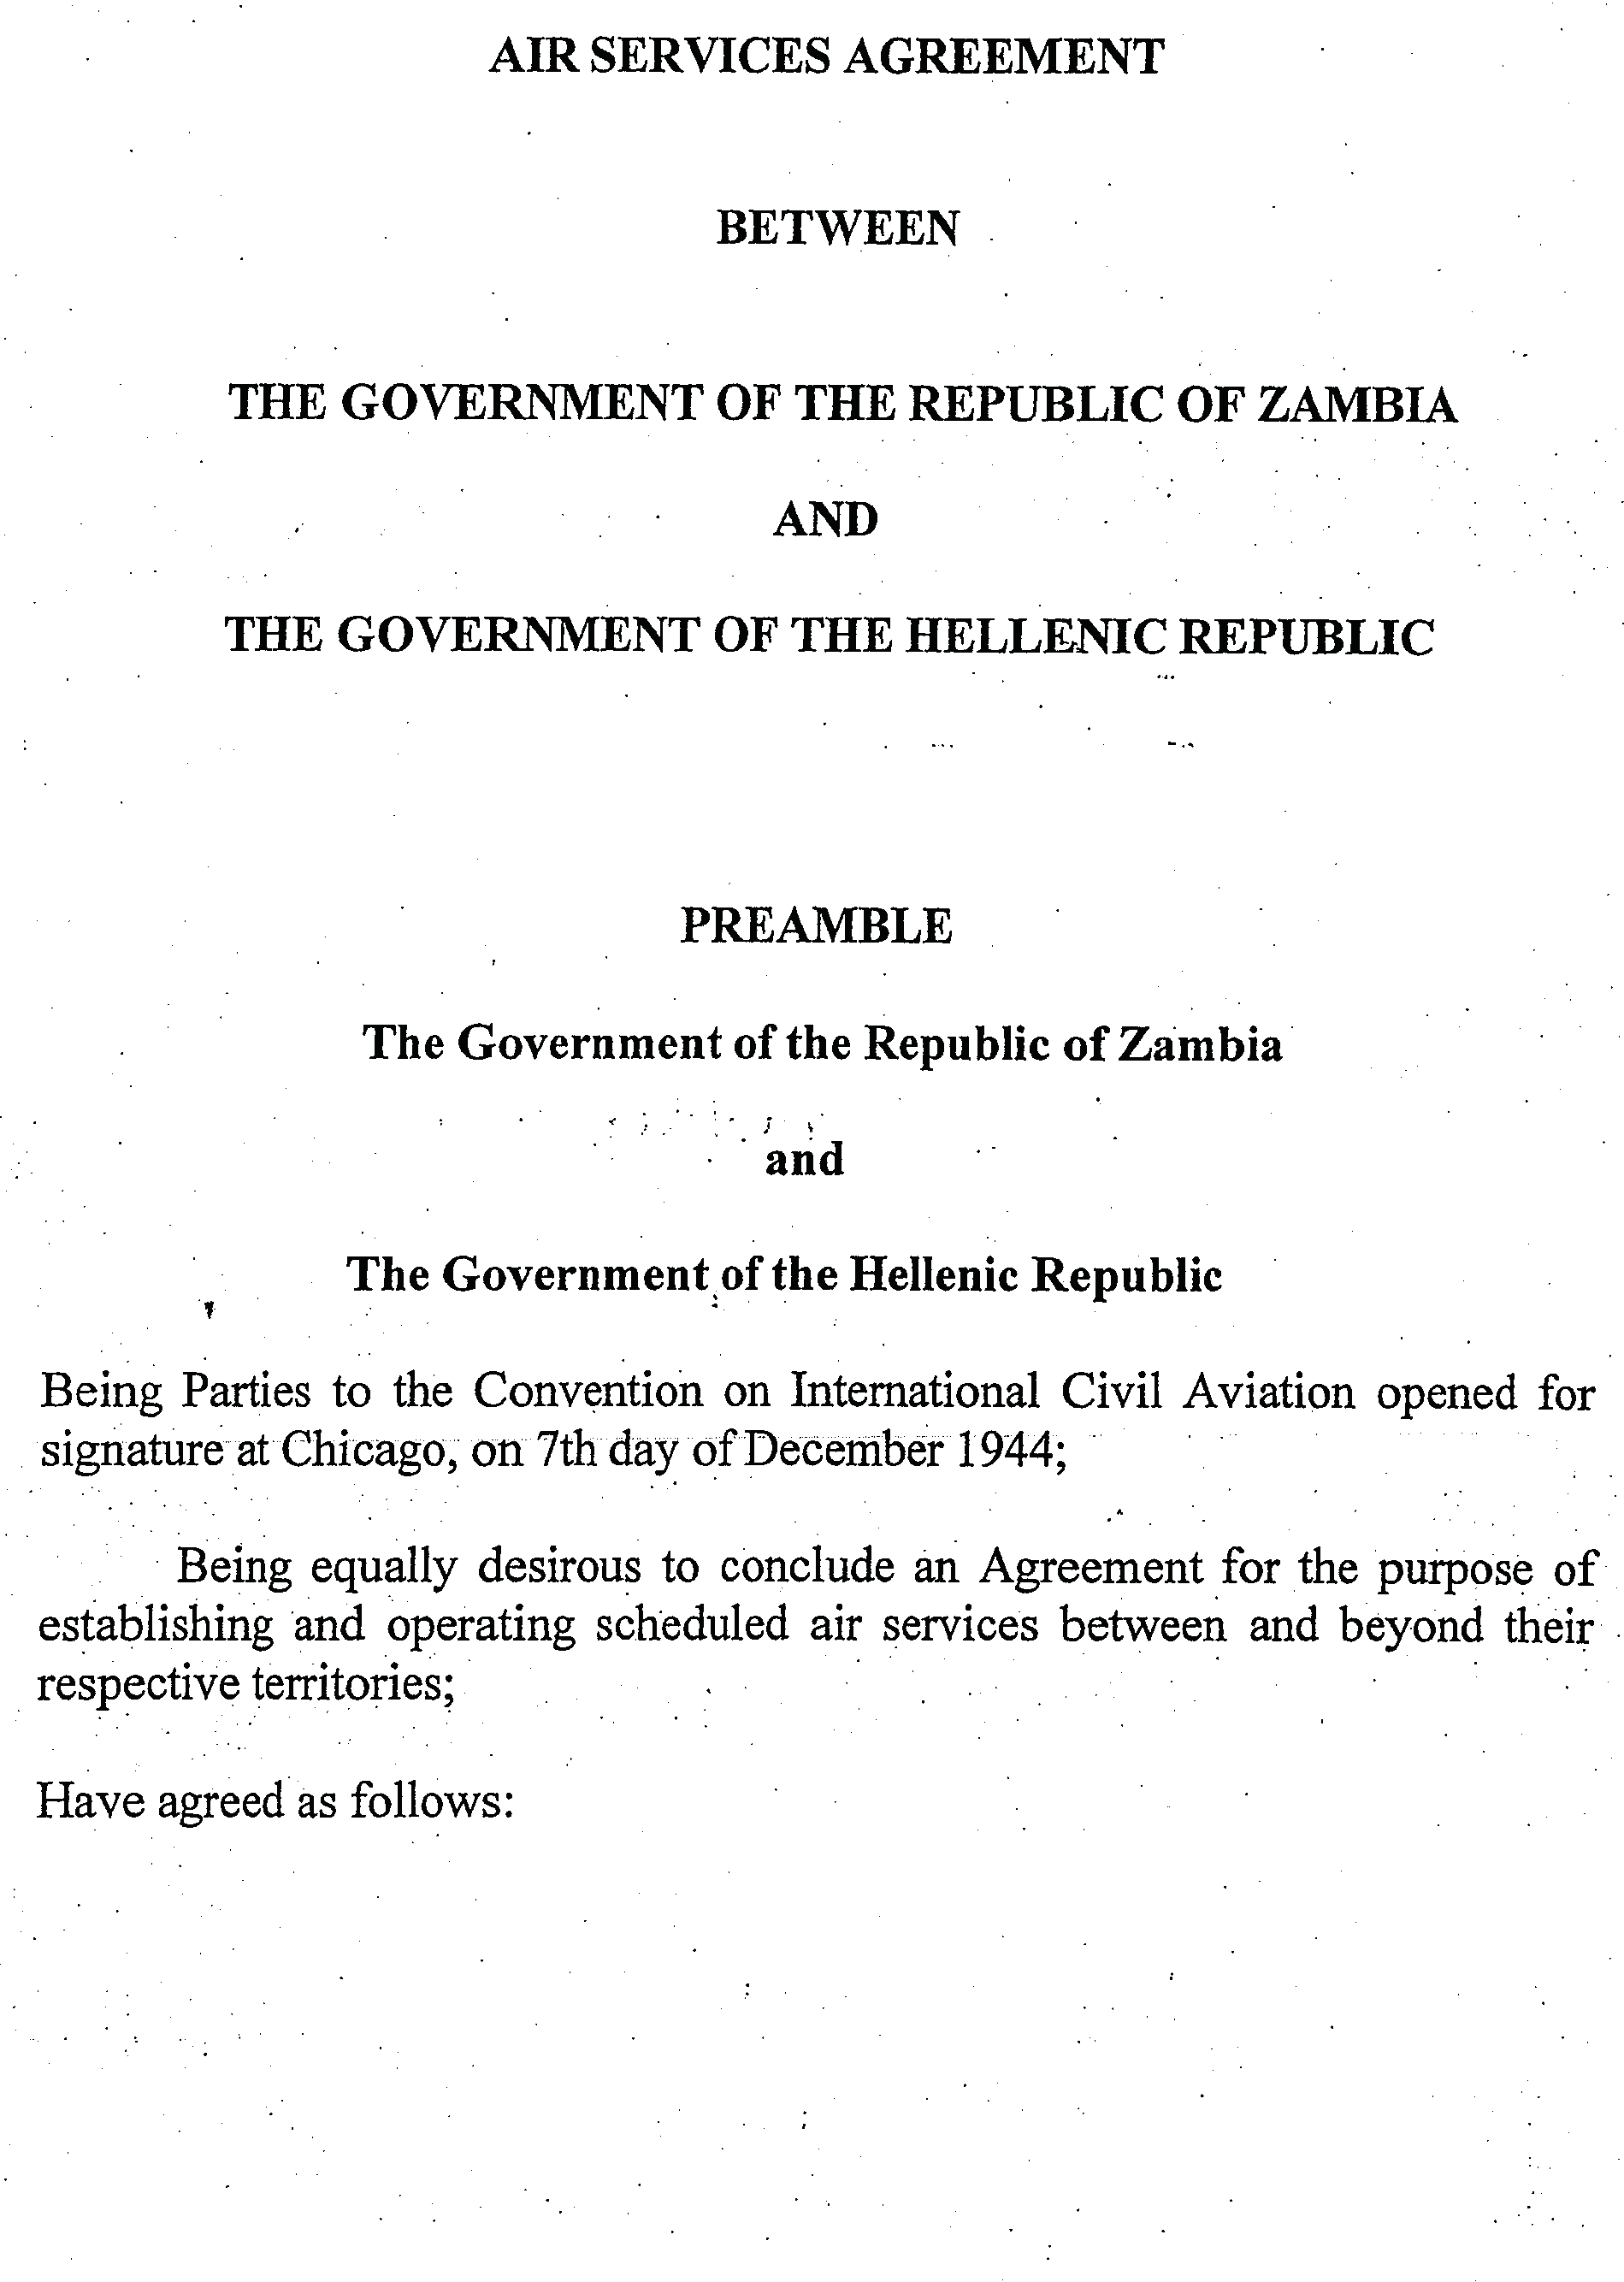 AIR SERVICES AGREEMENT
BETWEEN
THE GOVERNMENT OF THE REPUBLIC OF ZAMBIA
AND
THE GOVERNMENT OF THE HELLENIC REPUBLIC
PREAMBLE
The Government of the Republic of Zambia
and
The Government of the Hellenic Republic
Being Parties to the Convention on International Civil Aviation opened for
signature at Chicago, on 7th day of December 1944;
Being equally desirous to conclude an Agreement for the purpose of
establishing and operating scheduled air services between and beyond their
respective territories;
Have agreed as follows: